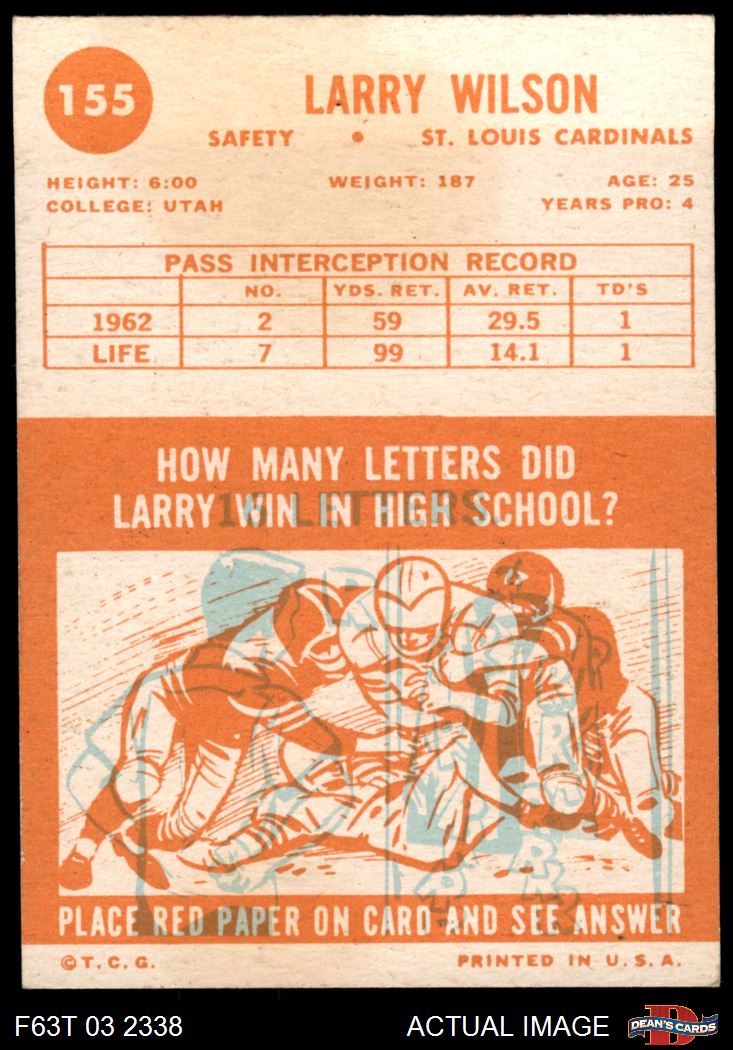 155
LARRY WILSON
SAFETY • ST. LOUIS CARDINALS
HEIGHT: 6:00 WEIGHT: 187 AGE: 25
COLLEGE: UTAH YEARS PRO: 4
PASS INTERCEPTION RECORD
NO. YDS. RET. AV. RET. TD'S
1962 2 59 29.5 1
LIFE 7 99 14.1 1
HOW MANY LETTERS DID
LARRY WIN IN HIGH SCHOOL?
16 LETTERS.
PLACE RED PAPER ON CARD AND SEE ANSWER
©T.C.G. PRINTED IN U.S.A.
F63T 03 2338 ACTUAL IMAGE DEAN'S CARDS